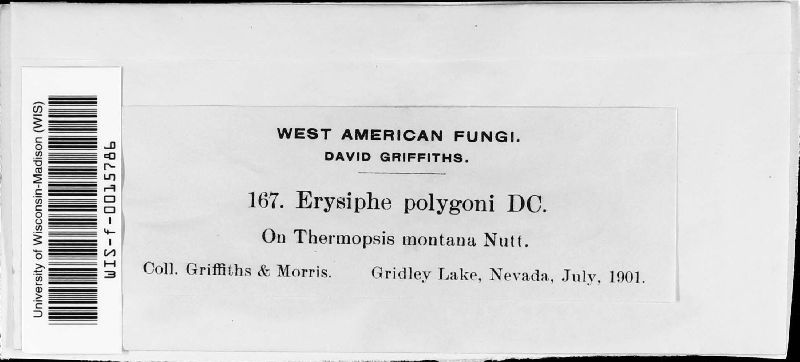 WEST AMERICAN FUNGI.
DAVID GRIFFITHS.
167. Erysiphe polygoni DC.
On Thermopsis montana Nutt.
Coll. Griffiths & Morris. Gridley Lake, Nevada, July, 1901.
University of Wisconsin-Madison (WIS)
WIS-f-0015786